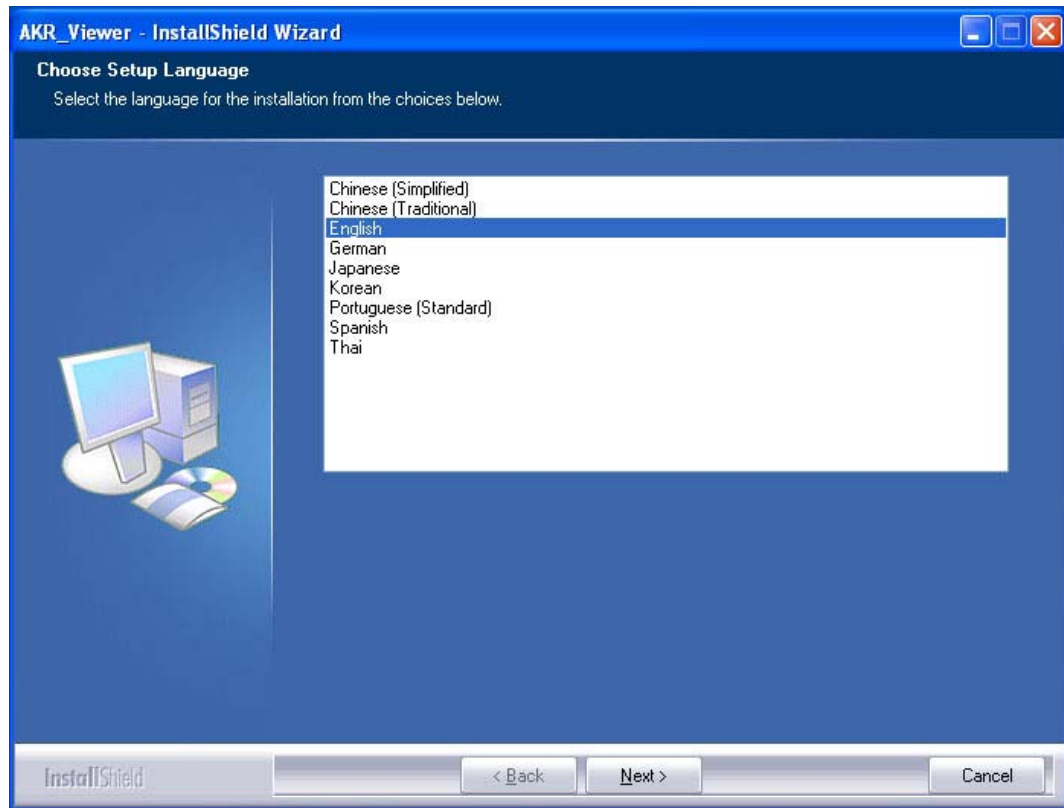 AKR_Viewer - InstallShield Wizard
Choose Setup Language
Select the language for the installation from the choices below.
Chinese (Simplified)
Chinese (Traditional)
English
German
Japanese
Korean
Portuguese (Standard)
Spanish
Thai
InstallShield
< Back
Next >
Cancel